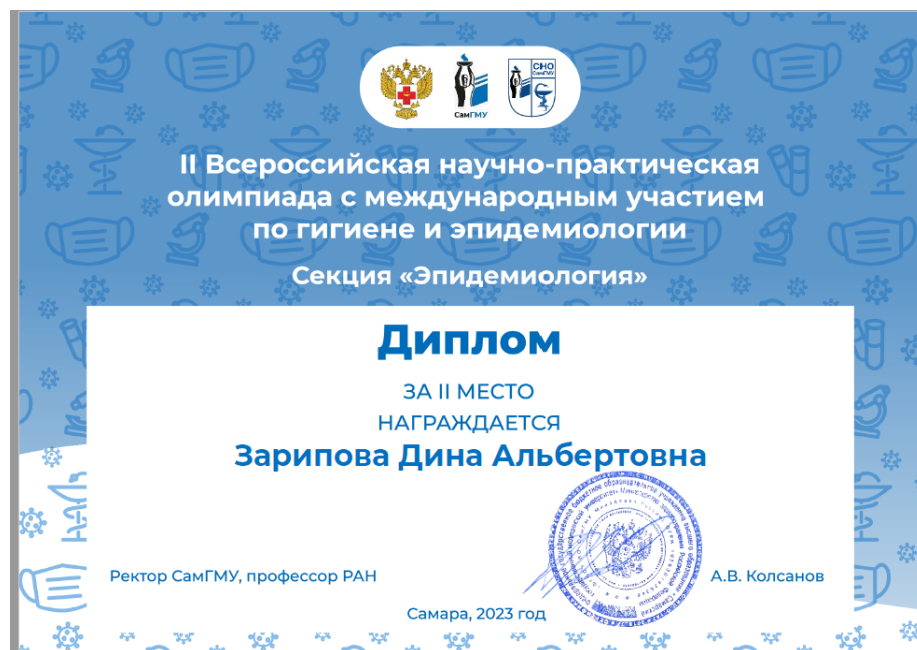 СамГМУ
СНО
СамГМУ
II Всероссийская научно-практическая
олимпиада с международным участием
по гигиене и эпидемиологии
Секция «Эпидемиология»
Диплом
ЗА II МЕСТО
НАГРАЖДАЕТСЯ
Зарипова Дина Альбертовна
Ректор СамГМУ, профессор РАН
А.В. Колсанов
Самара, 2023 год